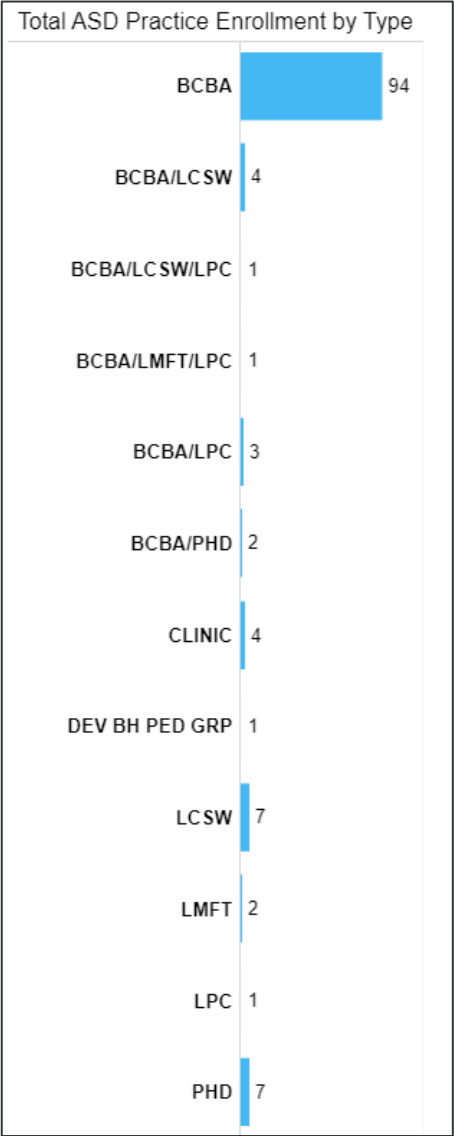 Total ASD Practice Enrollment by Type
BCBA 94
BCBA/LCSW 4
BCBA/LCSW/LPC 1
BCBA/LMFT/LPC 1
BCBA/LPC 3
BCBA/PHD 2
CLINIC 4
DEV BH PED GRP 1
LCSW 7
LMFT 2
LPC 1
PHD 7